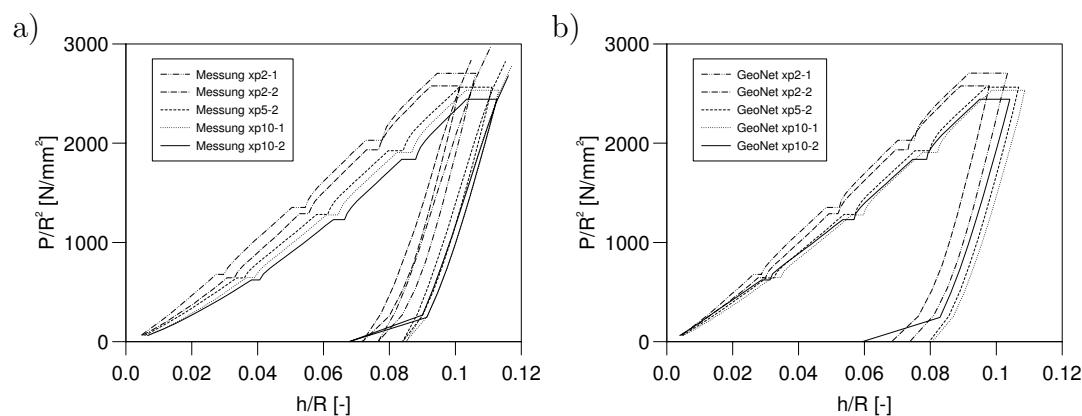 a)
3000
2000
1000
0
P/R² [N/mm²]
Messung xp2-1
Messung xp2-2
Messung xp5-2
Messung xp10-1
Messung xp10-2
0.0 0.02 0.04 0.06 0.08 0.1 0.12
h/R [-]
b)
3000
2000
1000
0
P/R² [N/mm²]
GeoNet xp2-1
GeoNet xp2-2
GeoNet xp5-2
GeoNet xp10-1
GeoNet xp10-2
0.0 0.02 0.04 0.06 0.08 0.1 0.12
h/R [-]